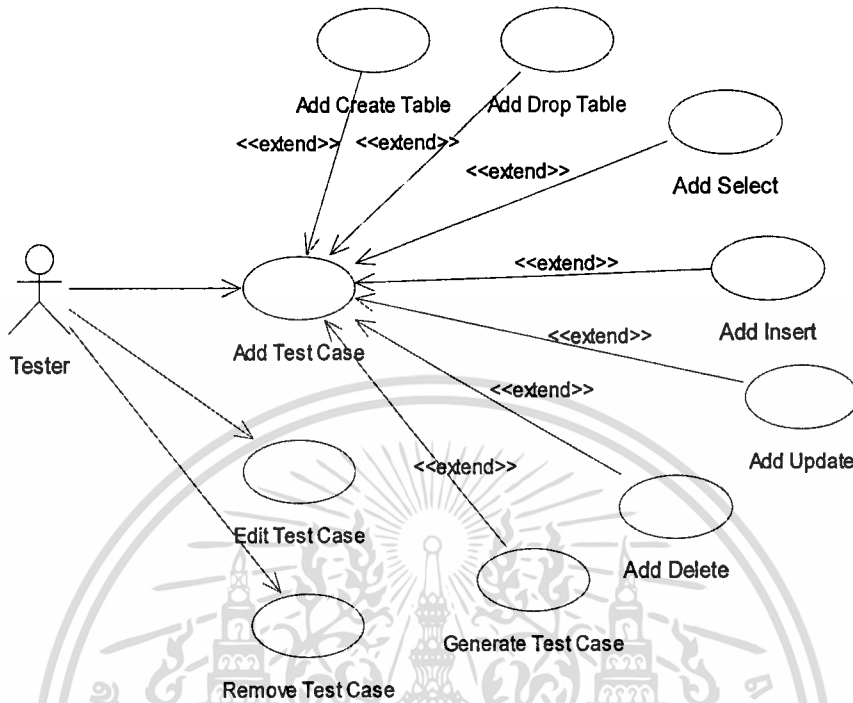 Add Create Table
Add Drop Table
<<extend>>
<<extend>>
<<extend>>
Add Select
<<extend>>
Add Insert
Tester
Add Test Case
<<extend>>
<<extend>>
Add Update
<<extend>>
Edit Test Case
Add Delete
Generate Test Case
Remove Test Case